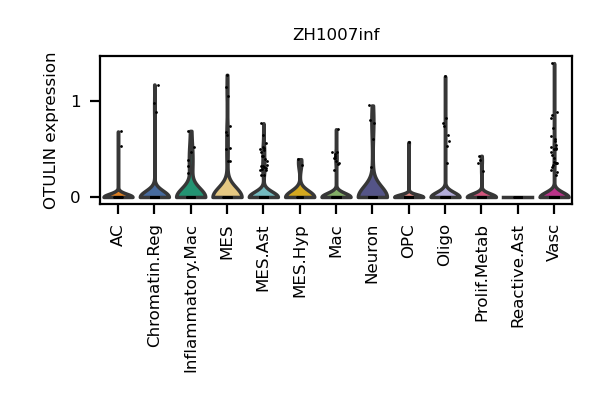 ZH1007inf
OTULIN expression
1
0
AC
Chromatin.Reg
Inflammatory.Mac
MES
MES.Ast
MES.Hyp
Mac
Neuron
OPC
Oligo
Prolif.Metab
Reactive.Ast
Vasc